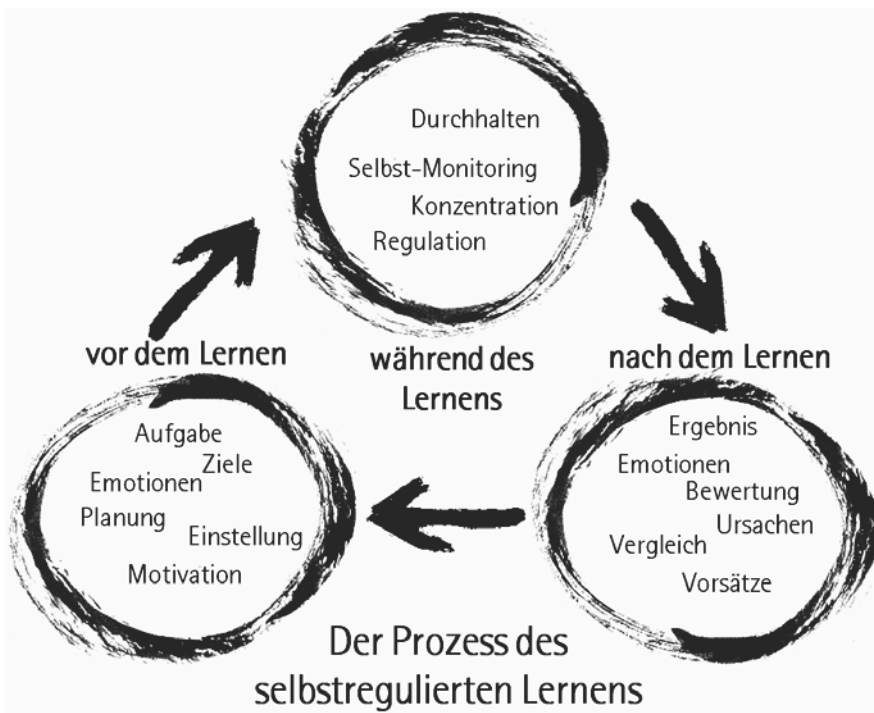 Durchhalten
Selbst-Monitoring
Konzentration
Regulation
vor dem Lernen
während des
Lernens
nach dem Lernen
Aufgabe
Ziele
Emotionen
Planung
Einstellung
Motivation
Ergebnis
Emotionen
Bewertung
Ursachen
Vergleich
Vorsätze
Der Prozess des
selbstregulierten Lernens